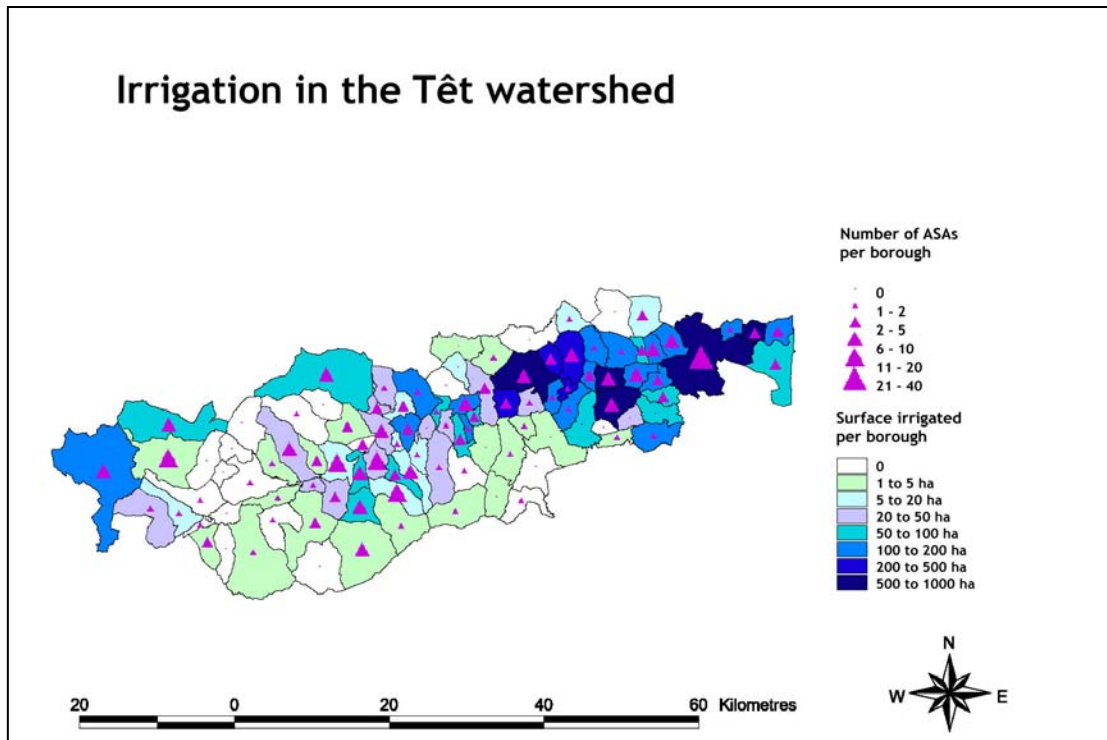 Irrigation in the Têt watershed
Number of ASAs
per borough
0
1 - 2
2 - 5
6 - 10
11 - 20
21 - 40
Surface irrigated
per borough
0
1 to 5 ha
5 to 20 ha
20 to 50 ha
50 to 100 ha
100 to 200 ha
200 to 500 ha
500 to 1000 ha
N
W E
S
20 0 20 40 60 Kilometres